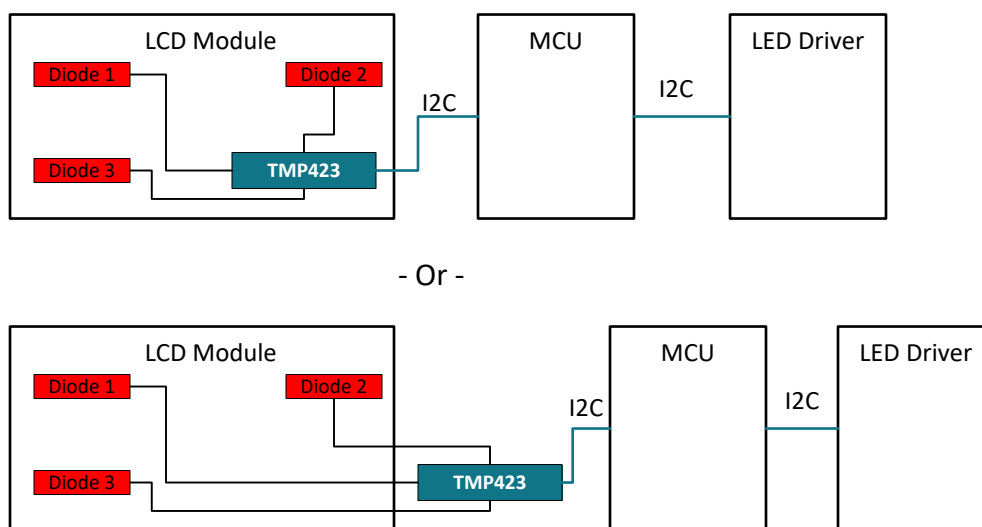 LCD Module
MCU
LED Driver
Diode 1
Diode 2
I2C
I2C
Diode 3
TMP423
- Or -
LCD Module
MCU
LED Driver
Diode 1
Diode 2
I2C
I2C
Diode 3
TMP423